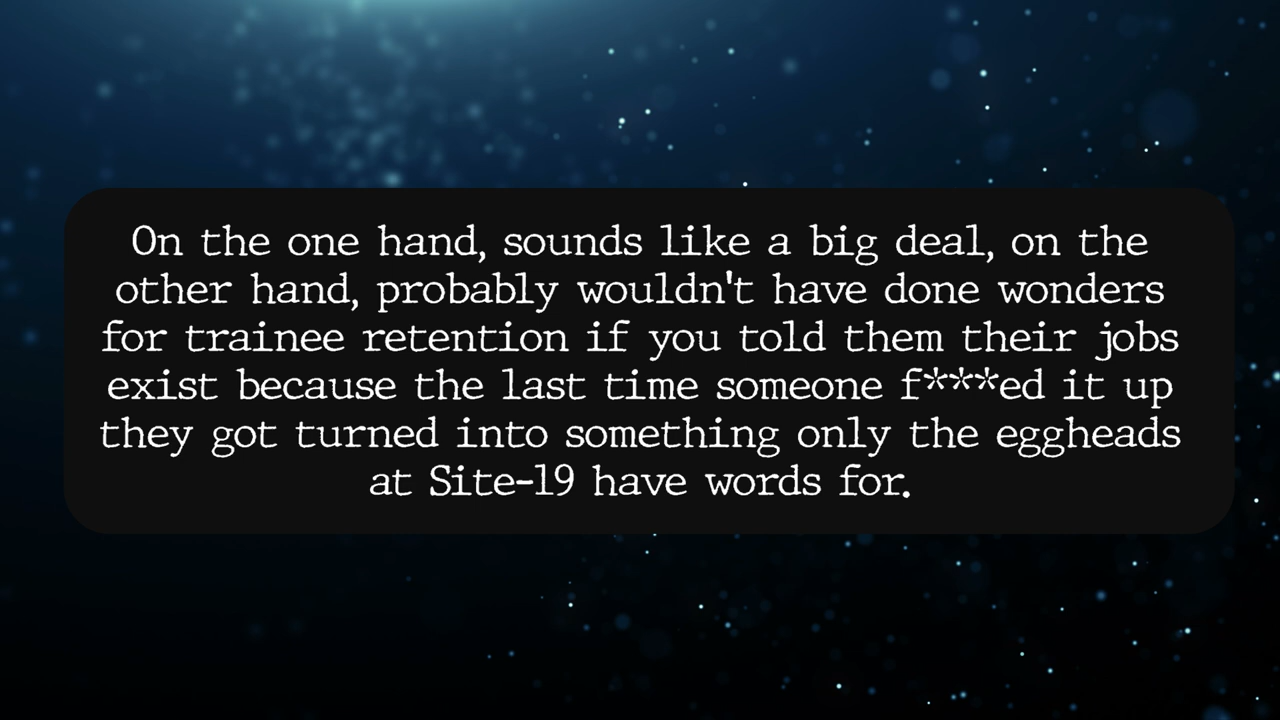 On the one hand, sounds like a big deal, on the
other hand, probably wouldn't have done wonders
for trainee retention if you told them their jobs
exist because the last time someone f***ed it up
they got turned into something only the eggheads
at Site-19 have words for.